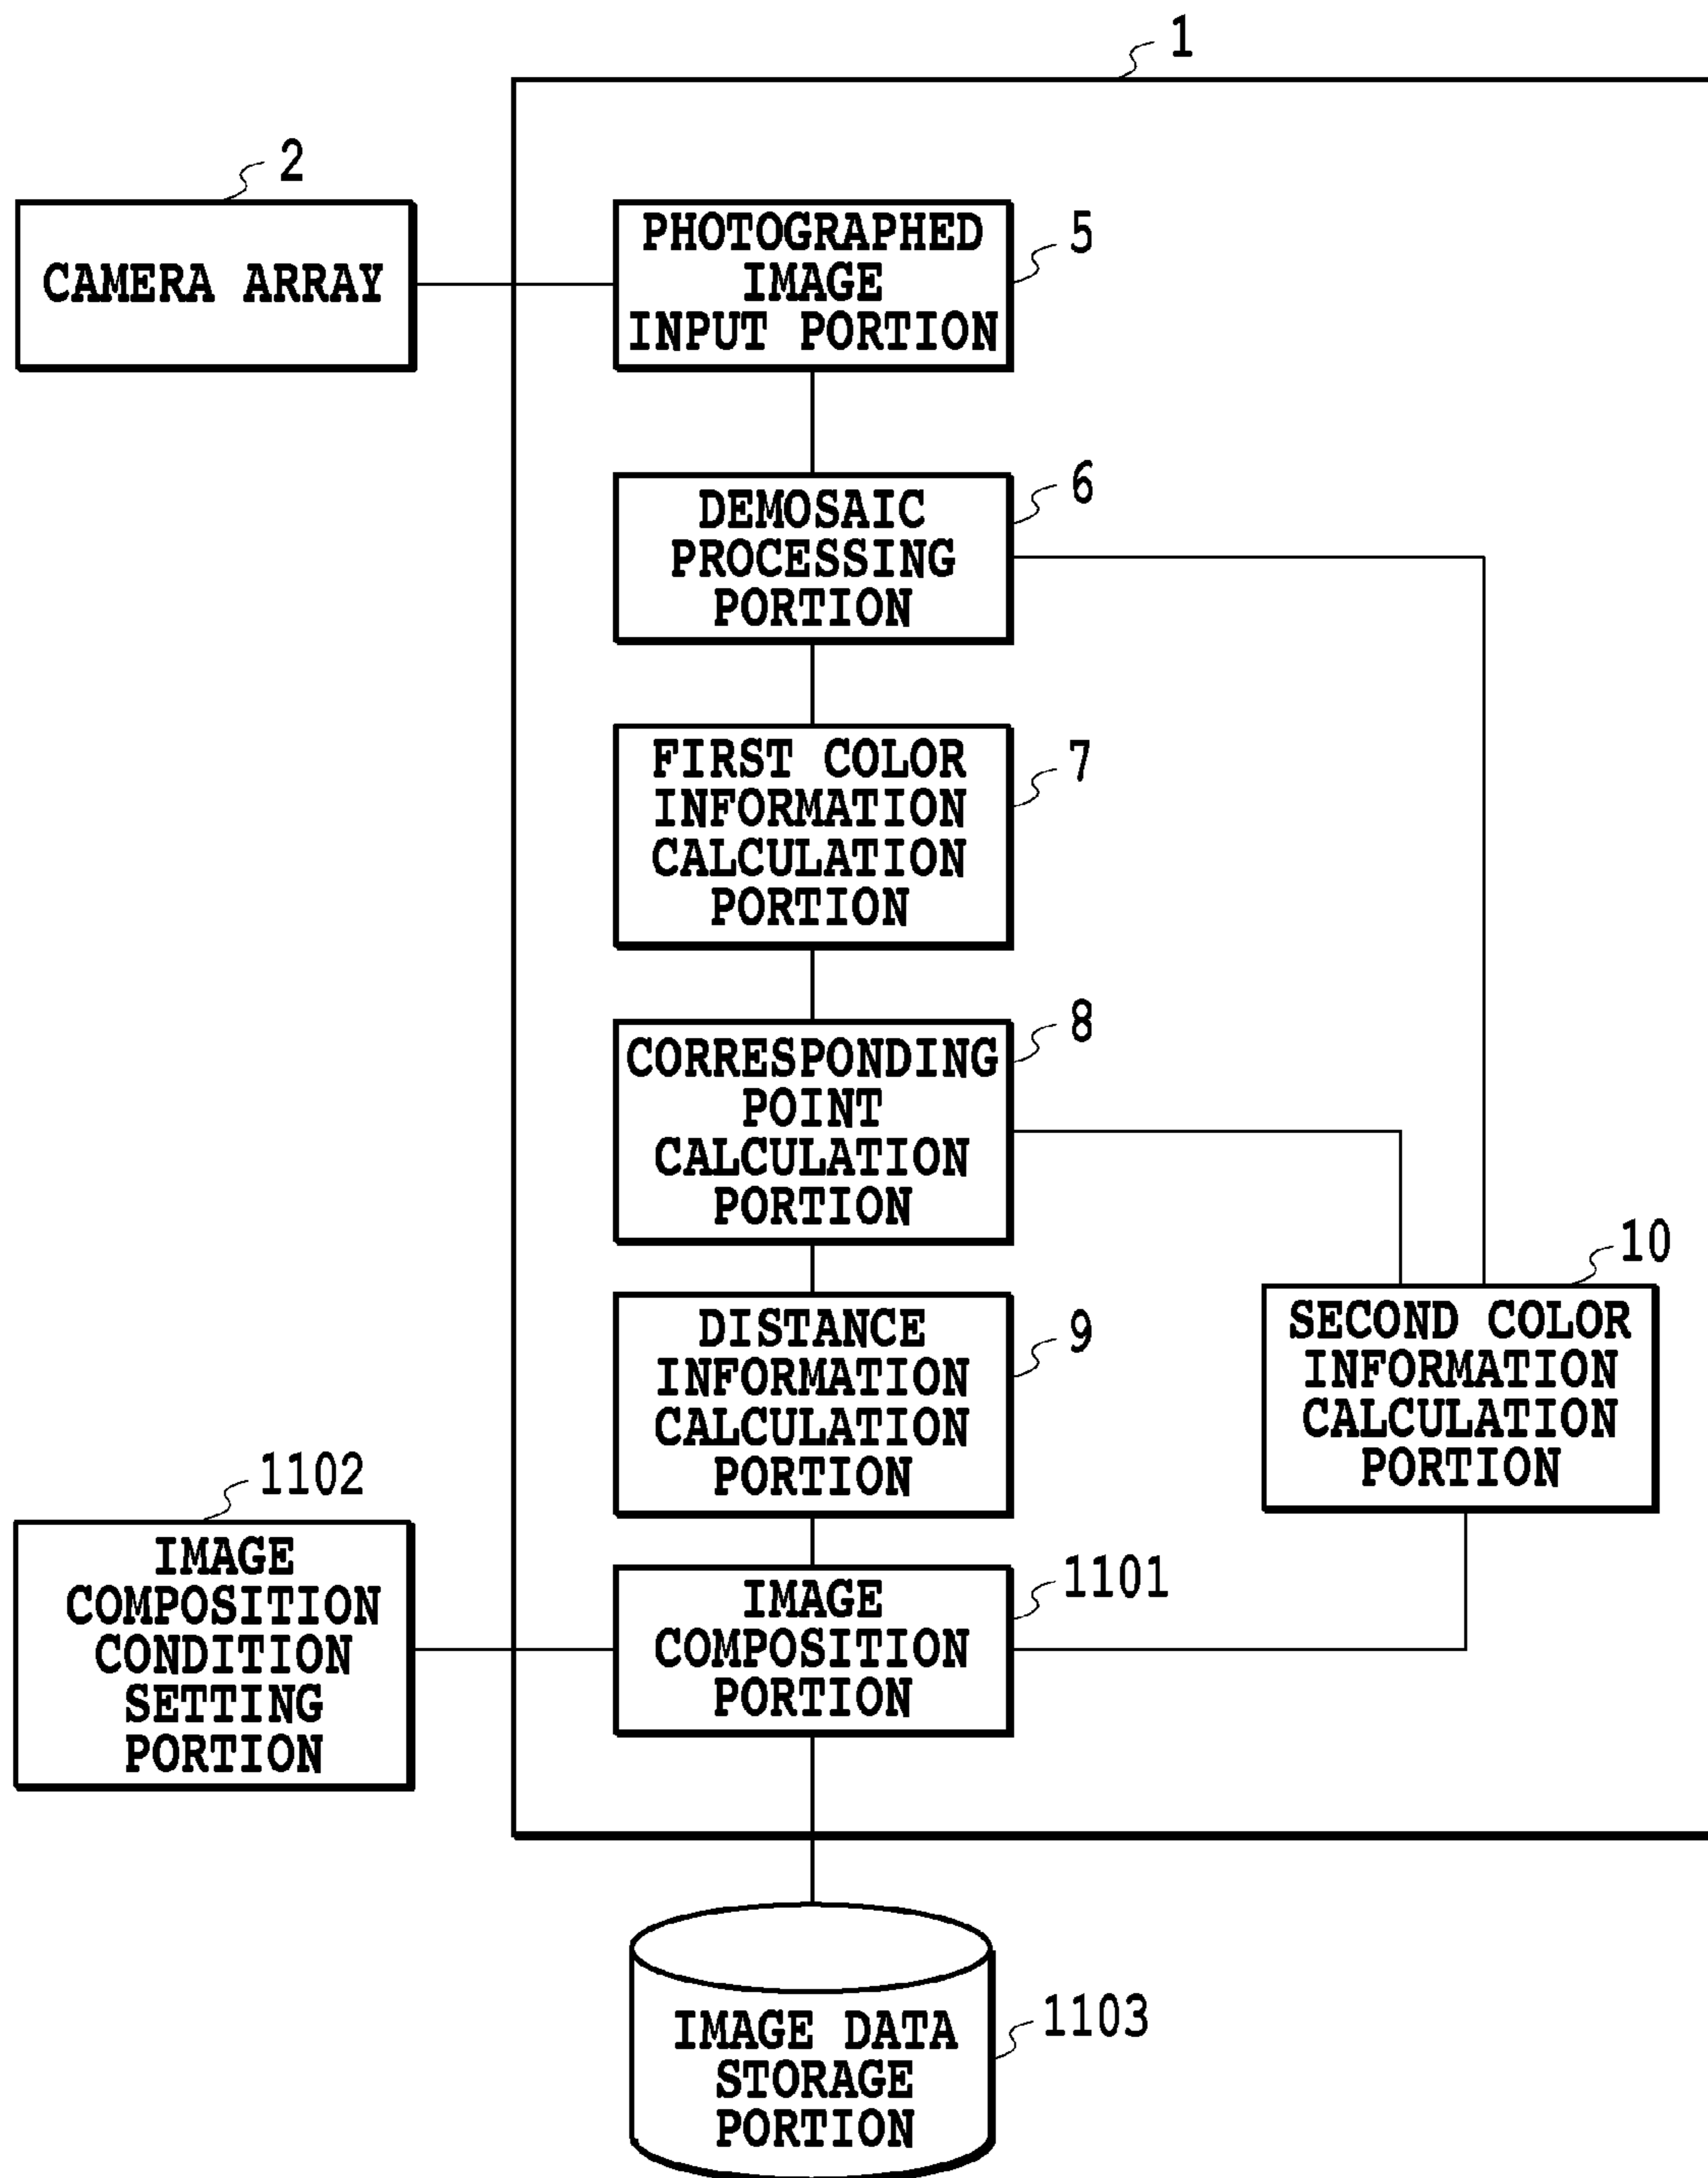 1
2
CAMERA ARRAY
PHOTOGRAPHED
IMAGE
INPUT PORTION
5
DEMOSAIC
PROCESSING
PORTION
6
FIRST COLOR
INFORMATION
CALCULATION
PORTION
7
CORRESPONDING
POINT
CALCULATION
PORTION
8
DISTANCE
INFORMATION
CALCULATION
PORTION
9
SECOND COLOR
INFORMATION
CALCULATION
PORTION
10
1102
IMAGE
COMPOSITION
CONDITION
SETTING
PORTION
IMAGE
COMPOSITION
PORTION
1101
IMAGE DATA
STORAGE
PORTION
1103